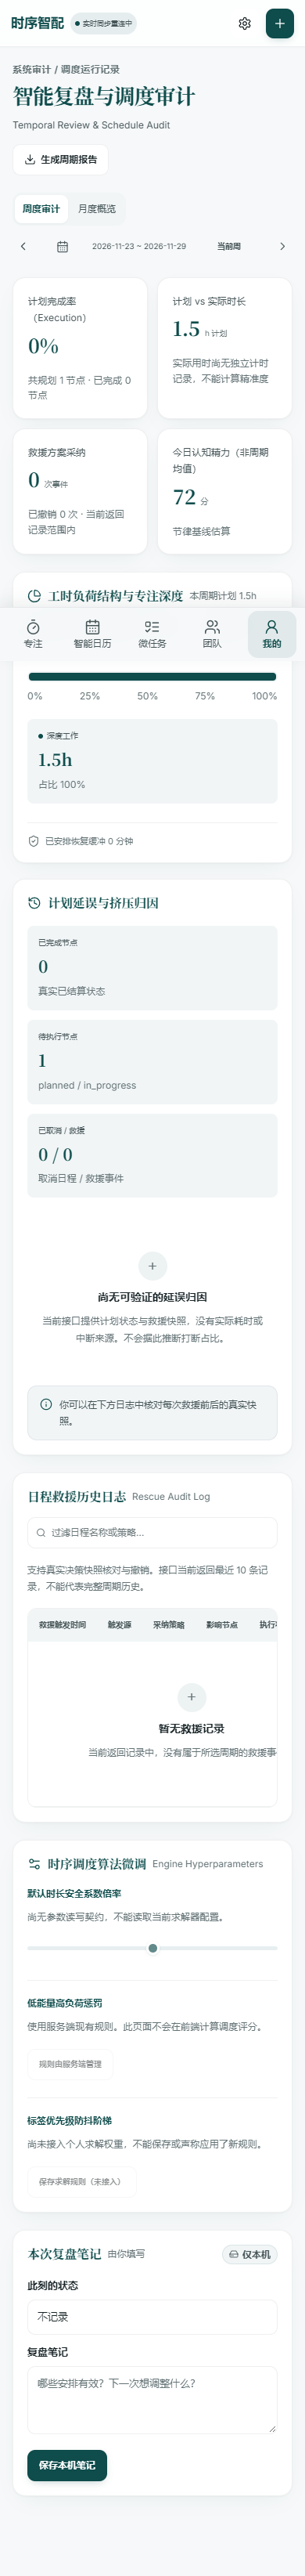 时序智配
实时同步重连中
系统审计 / 调度运行记录
智能复盘与调度审计
Temporal Review & Schedule Audit
生成周期报告
周度审计
月度概览
2026-11-23 ~ 2026-11-29
当前周
计划完成率
（Execution）
0%
共规划 1 节点 · 已完成 0
节点
计划 vs 实际时长
1.5 h 计划
实际用时尚无独立计时
记录，不能计算精准度
救援方案采纳
0 次事件
已撤销 0 次 · 当前返回
记录范围内
今日认知精力（非周期
均值）
72 分
节律基线估算
工时负荷结构与专注深度 本周期计划 1.5h
专注
智能日历
微任务
团队
我的
0%
25%
50%
75%
100%
深度工作
1.5h
占比 100%
已安排恢复缓冲 0 分钟
计划延误与挤压归因
已完成节点
0
真实已结算状态
待执行节点
1
planned / in_progress
已取消 / 救援
0 / 0
取消日程 / 救援事件
尚无可验证的延误归因
当前接口提供计划状态与救援快照，没有实际耗时或
中断来源。不会据此推断打断占比。
你可以在下方日志中核对每次救援前后的真实快
照。
日程救援历史日志 Rescue Audit Log
过滤日程名称或策略...
支持真实决策快照核对与撤销。接口当前返回最近 10 条记
录，不能代表完整周期历史。
救援触发时间
触发源
采纳策略
影响节点
暂无救援记录
当前返回记录中，没有属于所选周期的救援事
时序调度算法微调 Engine Hyperparameters
默认时长安全系数倍率
尚无参数读写契约，不能读取当前求解器配置。
低能量高负荷惩罚
使用服务端现有规则。此页面不会在前端计算调度评分。
规则由服务端管理
标签优先级防抖阶梯
尚未接入个人求解权重，不能保存或声称应用了新规则。
保存求解规则（未接入）
本次复盘笔记 由你填写
仅本机
此刻的状态
不记录
复盘笔记
哪些安排有效？下一次想调整什么？
保存本机笔记